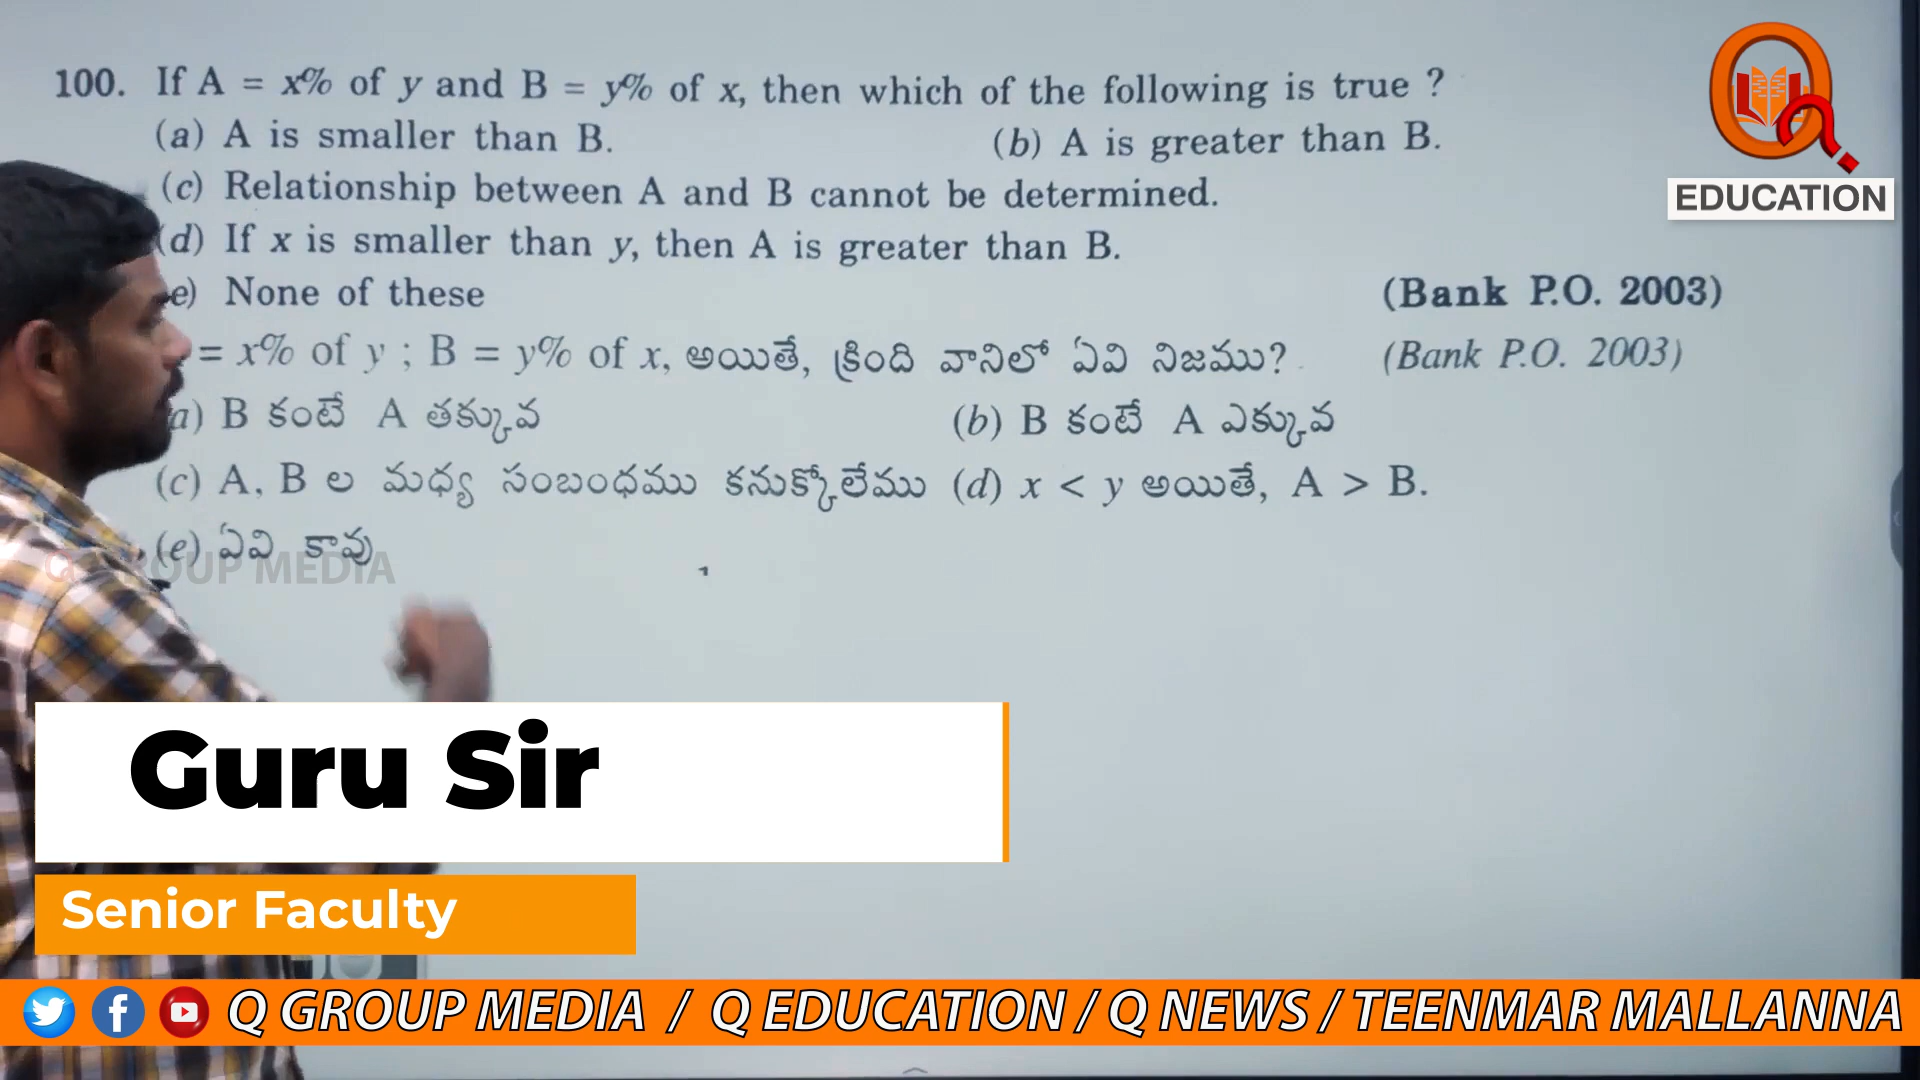 100. If A = x% of y and B = y% of x, then which of the following is true ?
(a) A is smaller than B. (b) A is greater than B.
(c) Relationship between A and B cannot be determined.
(d) If x is smaller than y, then A is greater than B.
e) None of these (Bank P.O. 2003)
= x% of y ; B = y% of x, అయితే, క్రింది వానిలో ఏవి నిజము? (Bank P.O. 2003)
a) B కంటే A తక్కువ (b) B కంటే A ఎక్కువ
(c) A, B ల మధ్య సంబంధము కనుక్కోలేము (d) x < y అయితే, A > B.
(e) ఏవి కావు
Q GROUP MEDIA
EDUCATION
Guru Sir
Senior Faculty
Q GROUP MEDIA / Q EDUCATION / Q NEWS / TEENMAR MALLANNA